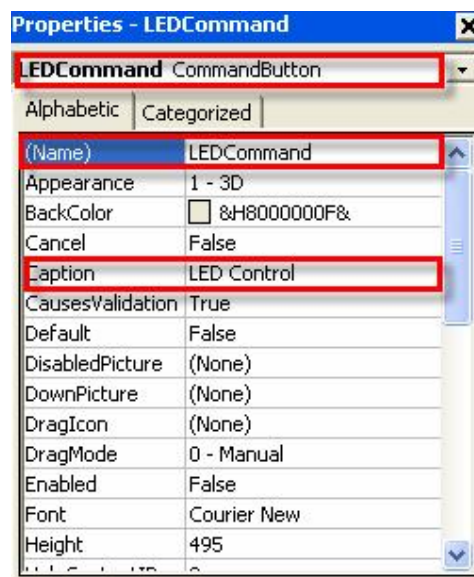 Properties - LEDCommand
LEDCommand CommandButton
Alphabetic Categorized
(Name) LEDCommand
Appearance 1 - 3D
BackColor &H8000000F&
Cancel False
Caption LED Control
CausesValidation True
Default False
DisabledPicture (None)
DownPicture (None)
DragIcon (None)
DragMode 0 - Manual
Enabled False
Font Courier New
Height 495